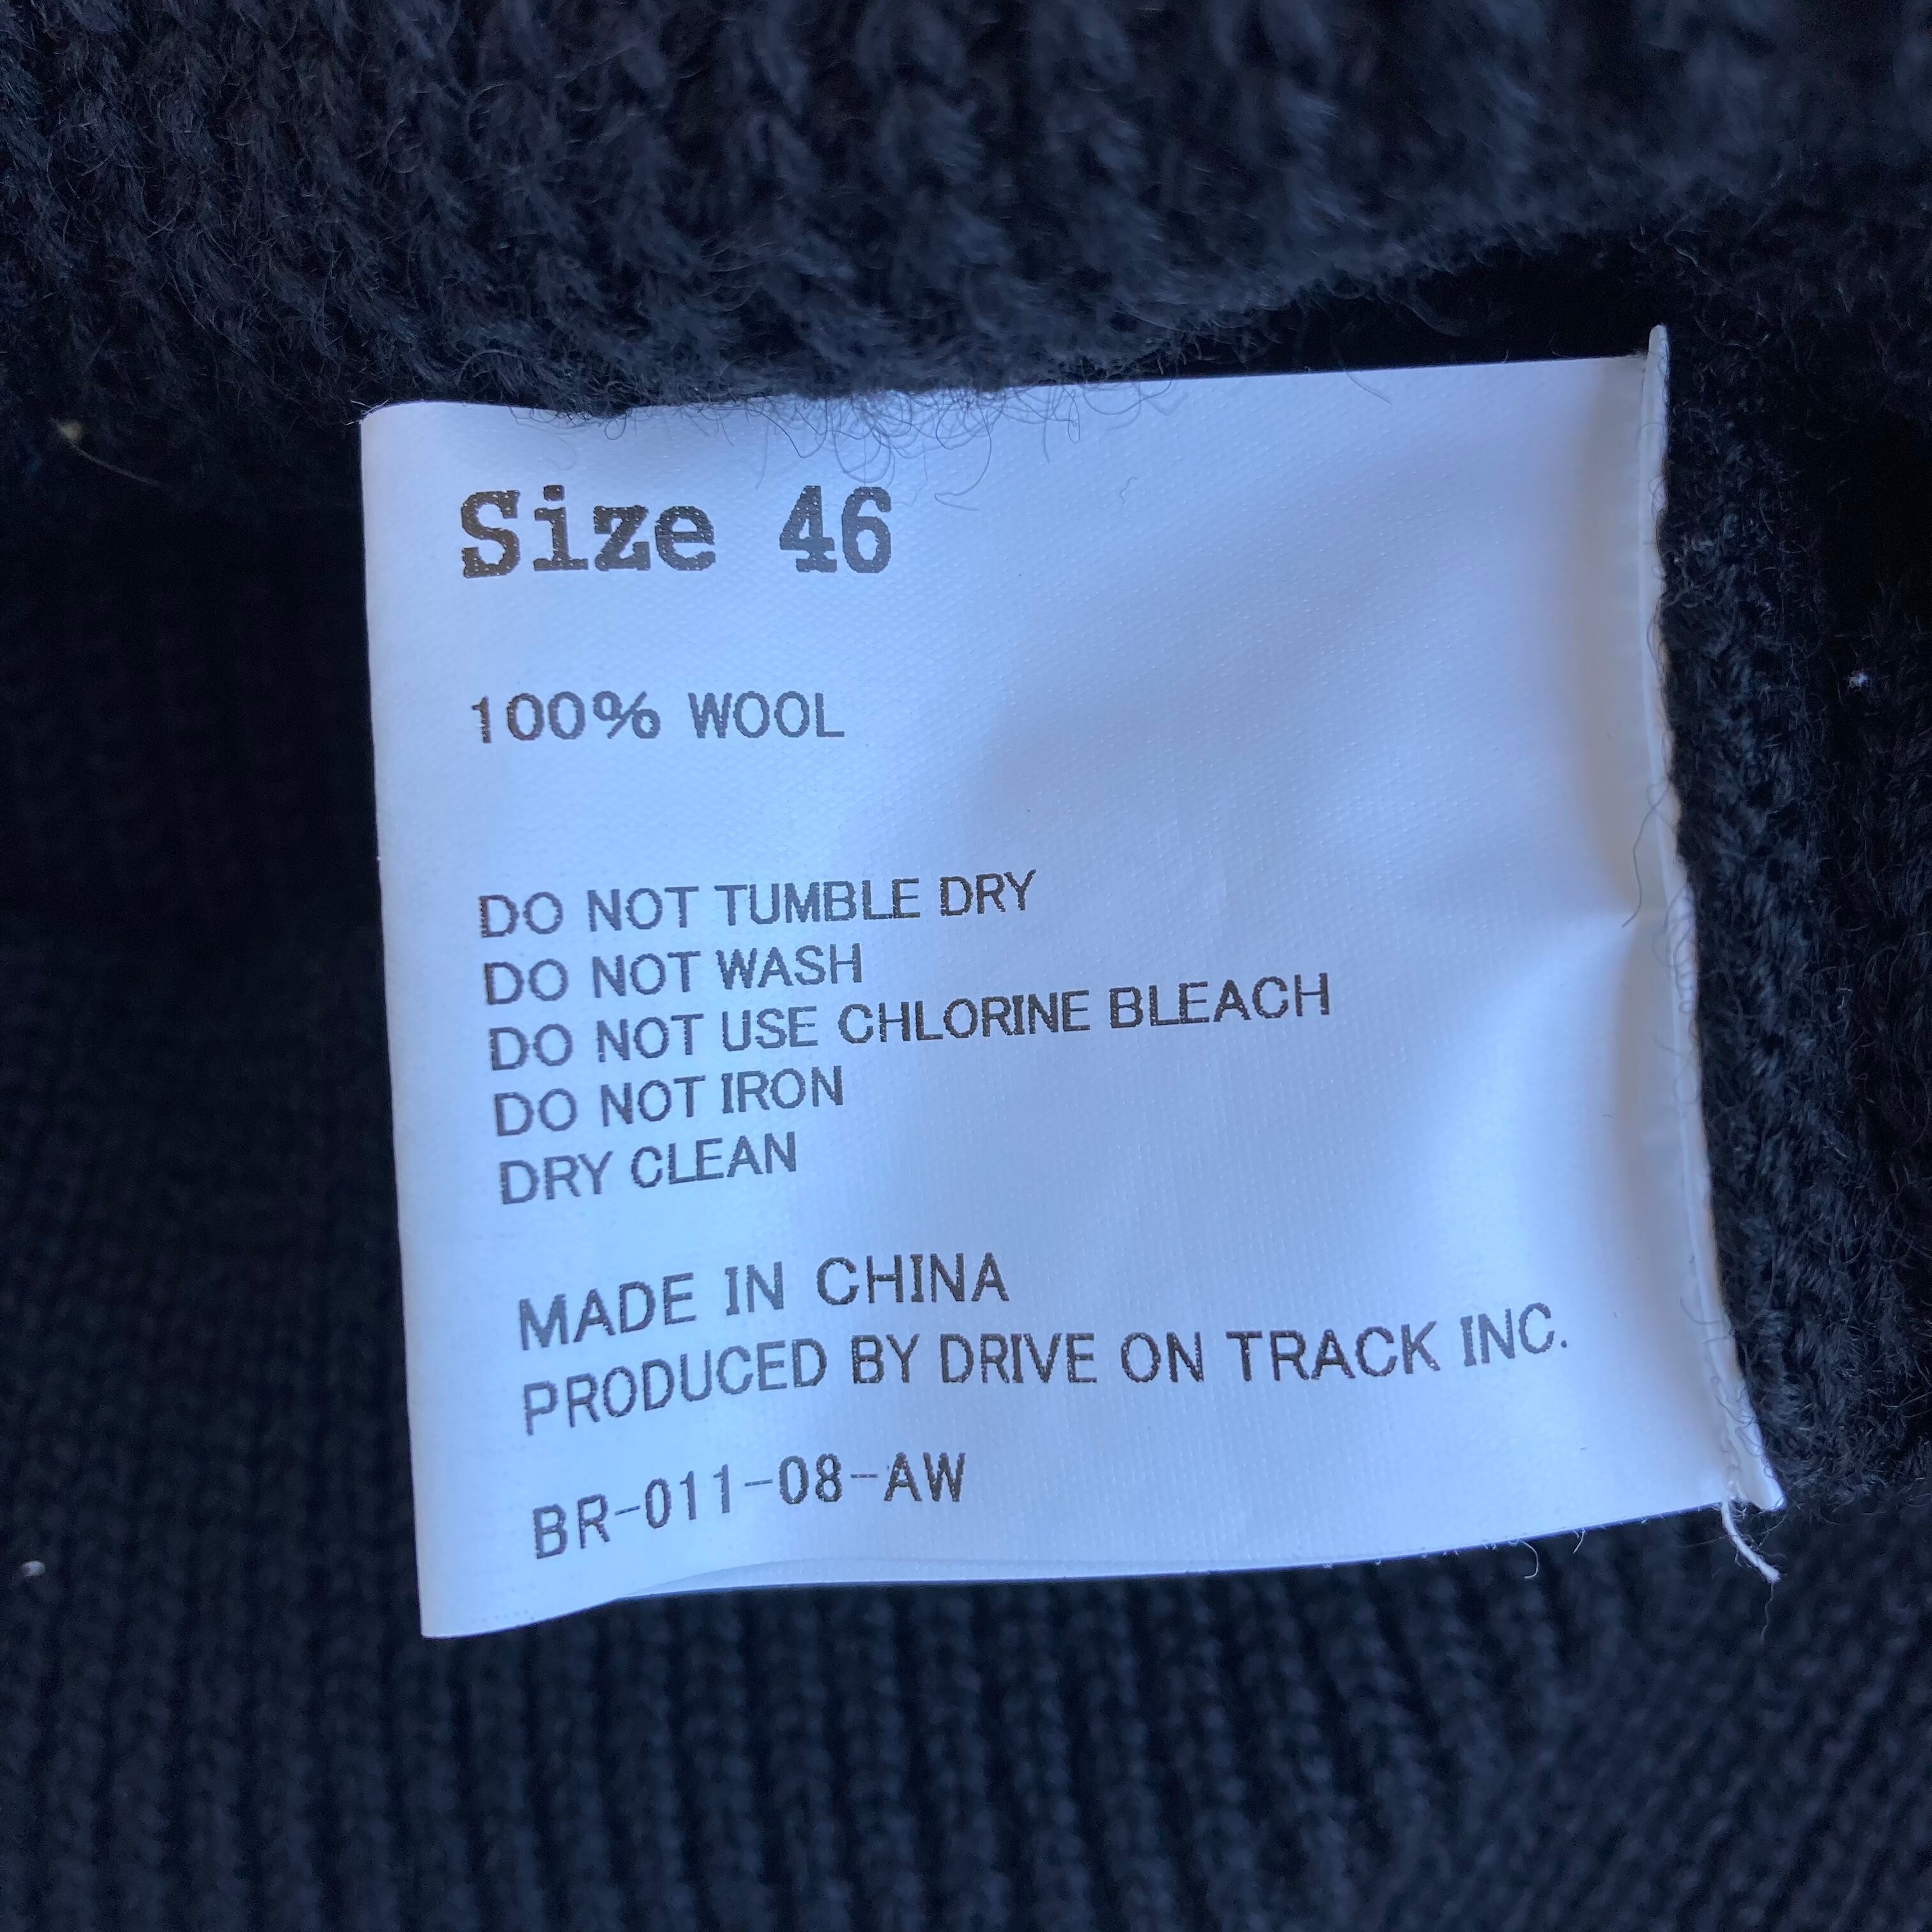 Size 46
100% WOOL
DO NOT TUMBLE DRY
DO NOT WASH
DO NOT USE CHLORINE BLEACH
DO NOT IRON
DRY CLEAN
MADE IN CHINA
PRODUCED BY DRIVE ON TRACK INC.
BR-011-08-AW